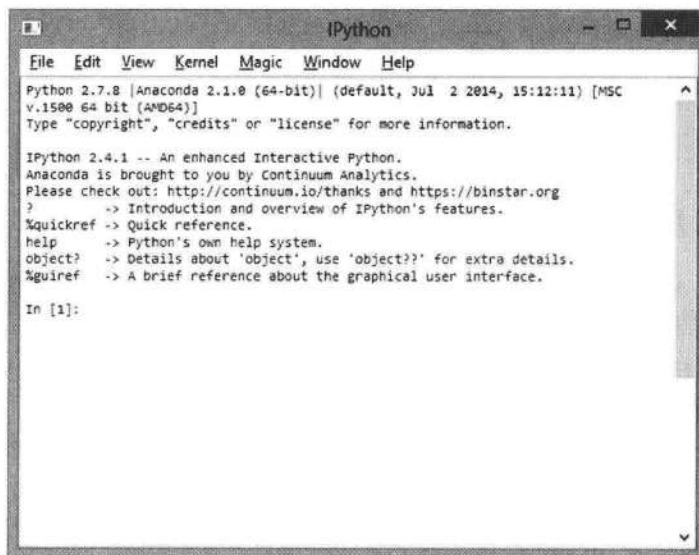 IPython
File Edit View Kernel Magic Window Help
Python 2.7.8 |Anaconda 2.1.0 (64-bit)| (default, Jul  2 2014, 15:12:11) [MSC
v.1500 64 bit (AMD64)]
Type "copyright", "credits" or "license" for more information.

IPython 2.4.1 -- An enhanced Interactive Python.
Anaconda is brought to you by Continuum Analytics.
Please check out: http://continuum.io/thanks and https://binstar.org
?         -> Introduction and overview of IPython's features.
%quickref -> Quick reference.
help      -> Python's own help system.
object?   -> Details about 'object', use 'object??' for extra details.
%guiref   -> A brief reference about the graphical user interface.

In [1]: